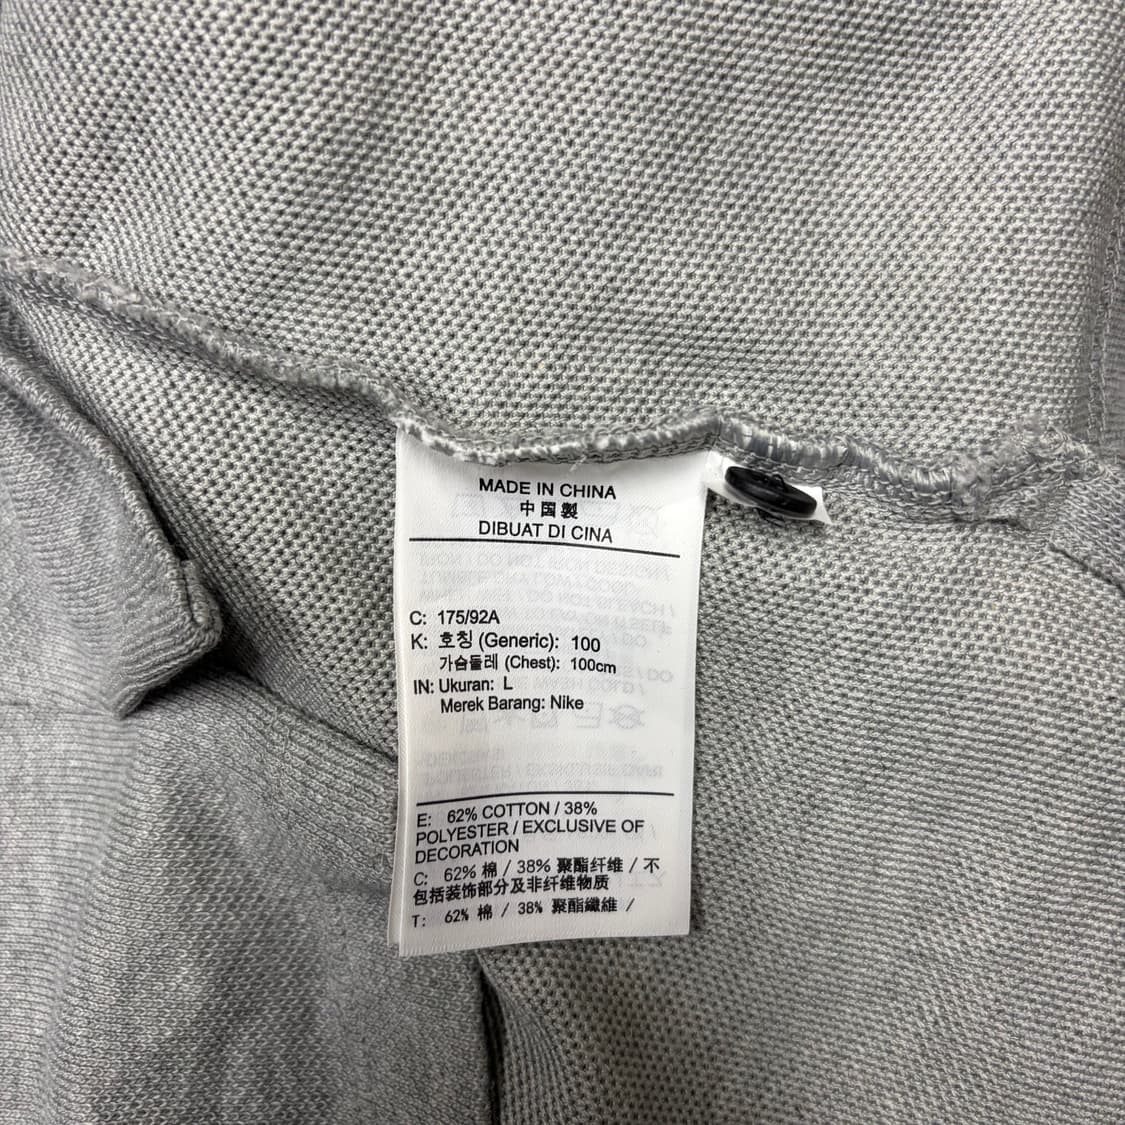 MADE IN CHINA
中国製
DIBUAT DI CINA
C: 175/92A
K: 호칭 (Generic): 100
가슴둘레 (Chest): 100cm
IN: Ukuran: L
Merek Barang: Nike
E: 62% COTTON / 38%
POLYESTER / EXCLUSIVE OF
DECORATION
C: 62% 棉 / 38% 聚酯纤维 / 不
包括装饰部分及非纤维物质
T: 62% 棉 / 38% 聚酯纖維 /